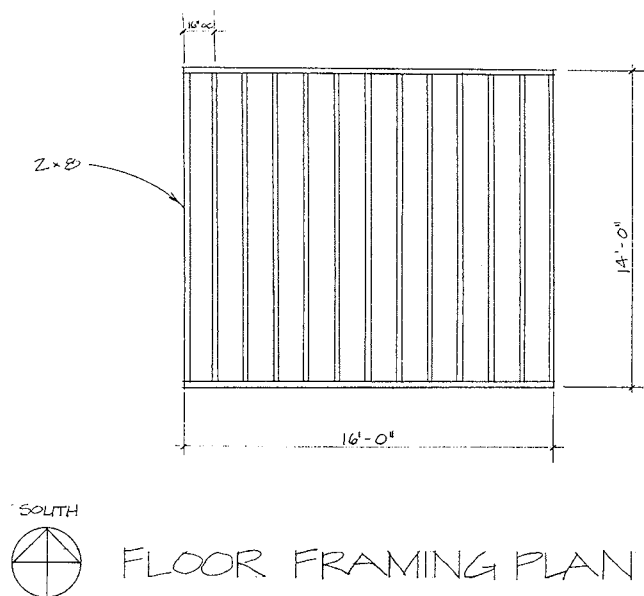 16" oc
2×8
14'-0"
16'-0"
SOUTH
FLOOR FRAMING PLAN